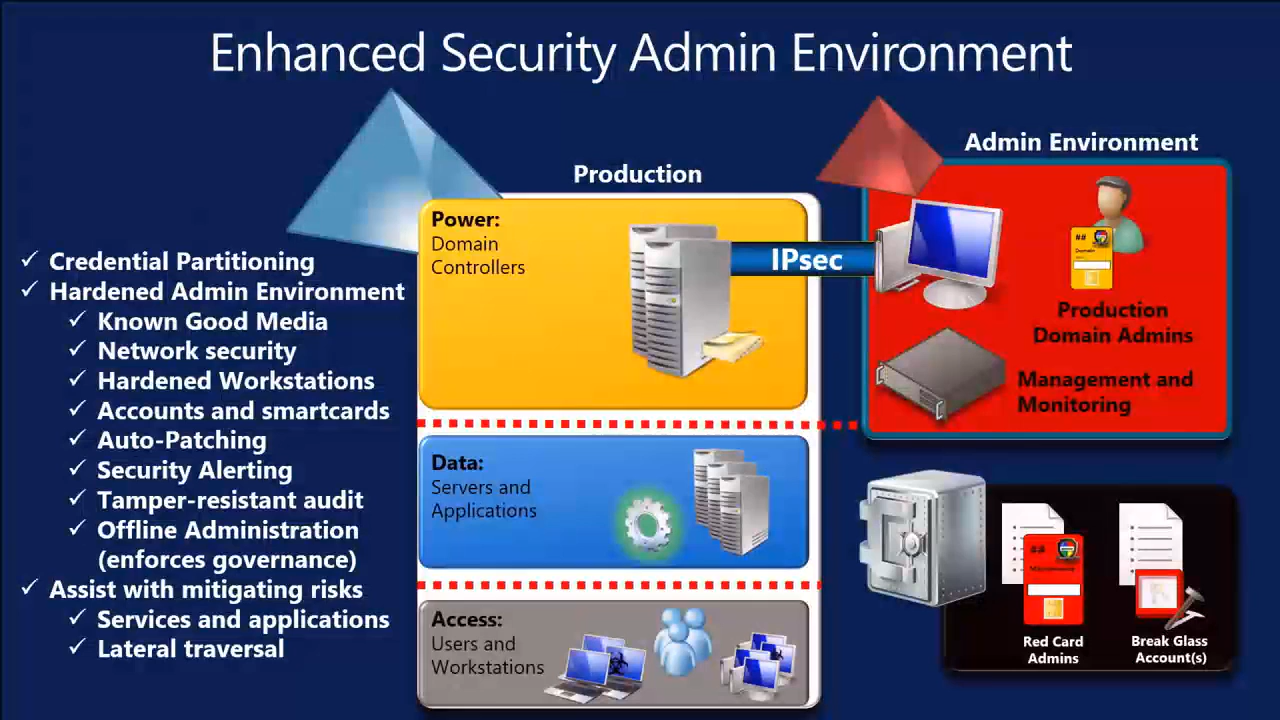 Enhanced Security Admin Environment
Credential Partitioning
Hardened Admin Environment
Known Good Media
Network security
Hardened Workstations
Accounts and smartcards
Auto-Patching
Security Alerting
Tamper-resistant audit
Offline Administration
(enforces governance)
Assist with mitigating risks
Services and applications
Lateral traversal
Production
Power:
Domain
Controllers
IPsec
Data:
Servers and
Applications
Access:
Users and
Workstations
Admin Environment
##
Domain
Production
Domain Admins
Management and
Monitoring
##
Red Card
Admins
Break Glass
Account(s)